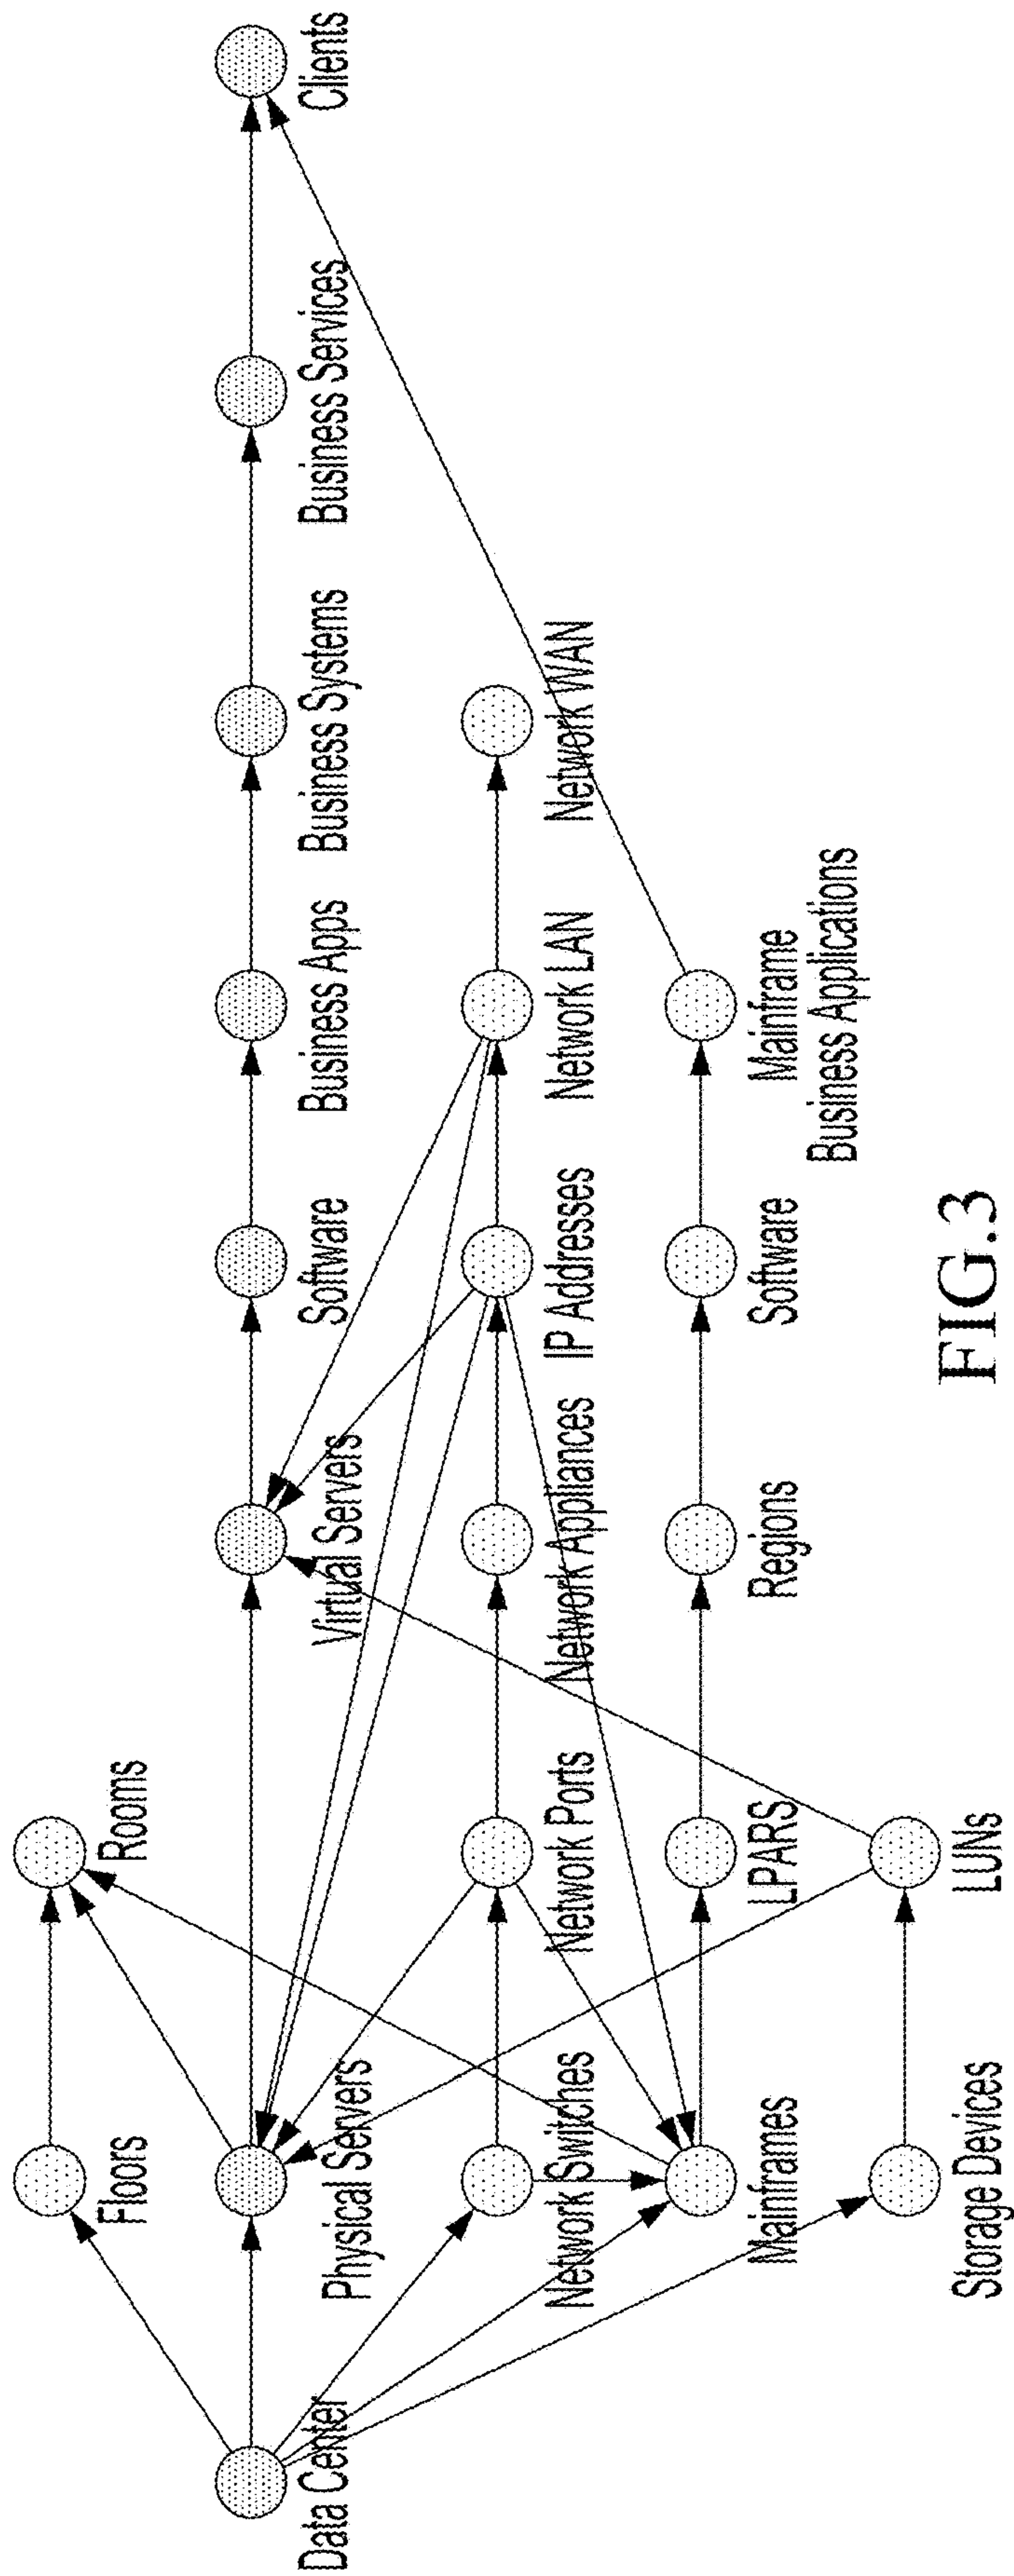 Floors
Rooms
Data Center
Physical Servers
Virtual Servers
Software
Business Apps
Business Systems
Business Services
Clients
Network Switches
Network Ports
Network Appliances
IP Addresses
Network LAN
Network WAN
Mainframes
LPARS
Regions
Software
Mainframe
Business Applications
Storage Devices
LUNs
FIG.3